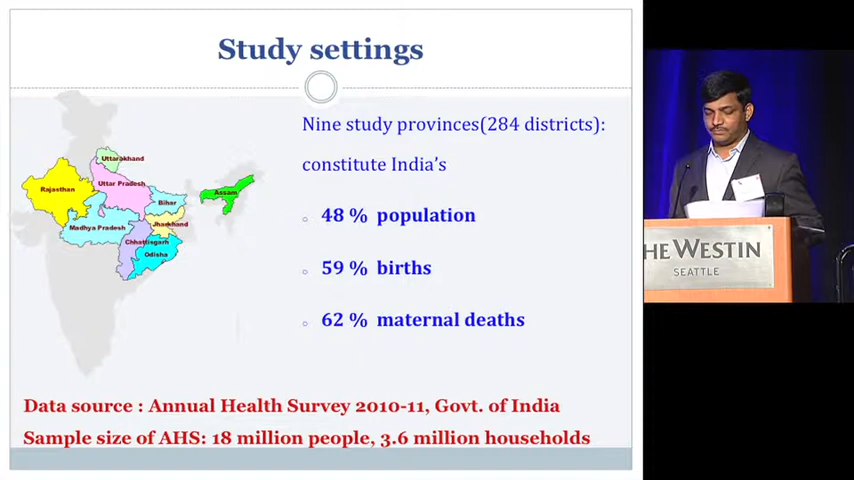 Study settings
Nine study provinces(284 districts):
constitute India's
48 % population
59 % births
62 % maternal deaths
Uttarakhand
Rajasthan
Uttar Pradesh
Assam
Bihar
Madhya Pradesh
Jharkhand
Chhattisgarh
Odisha
Data source : Annual Health Survey 2010-11, Govt. of India
Sample size of AHS: 18 million people, 3.6 million households
HE WESTIN
SEATTLE